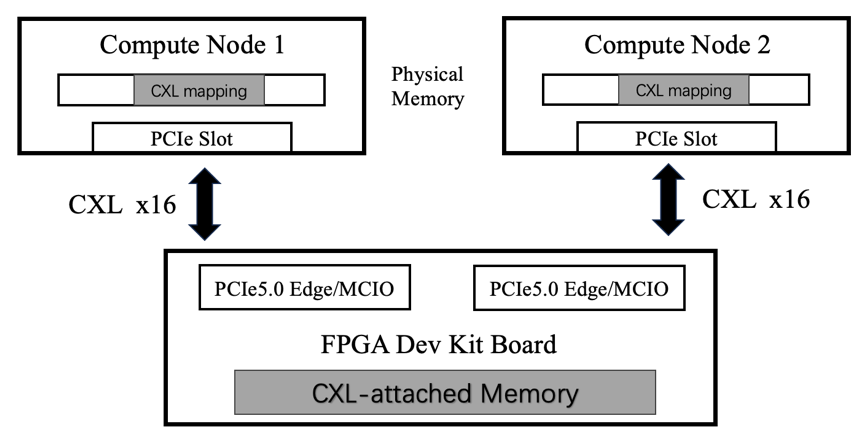 Compute Node 1
CXL mapping
PCIe Slot
Physical
Memory
Compute Node 2
CXL mapping
PCIe Slot
CXL x16
CXL x16
PCIe5.0 Edge/MCIO
PCIe5.0 Edge/MCIO
FPGA Dev Kit Board
CXL-attached Memory